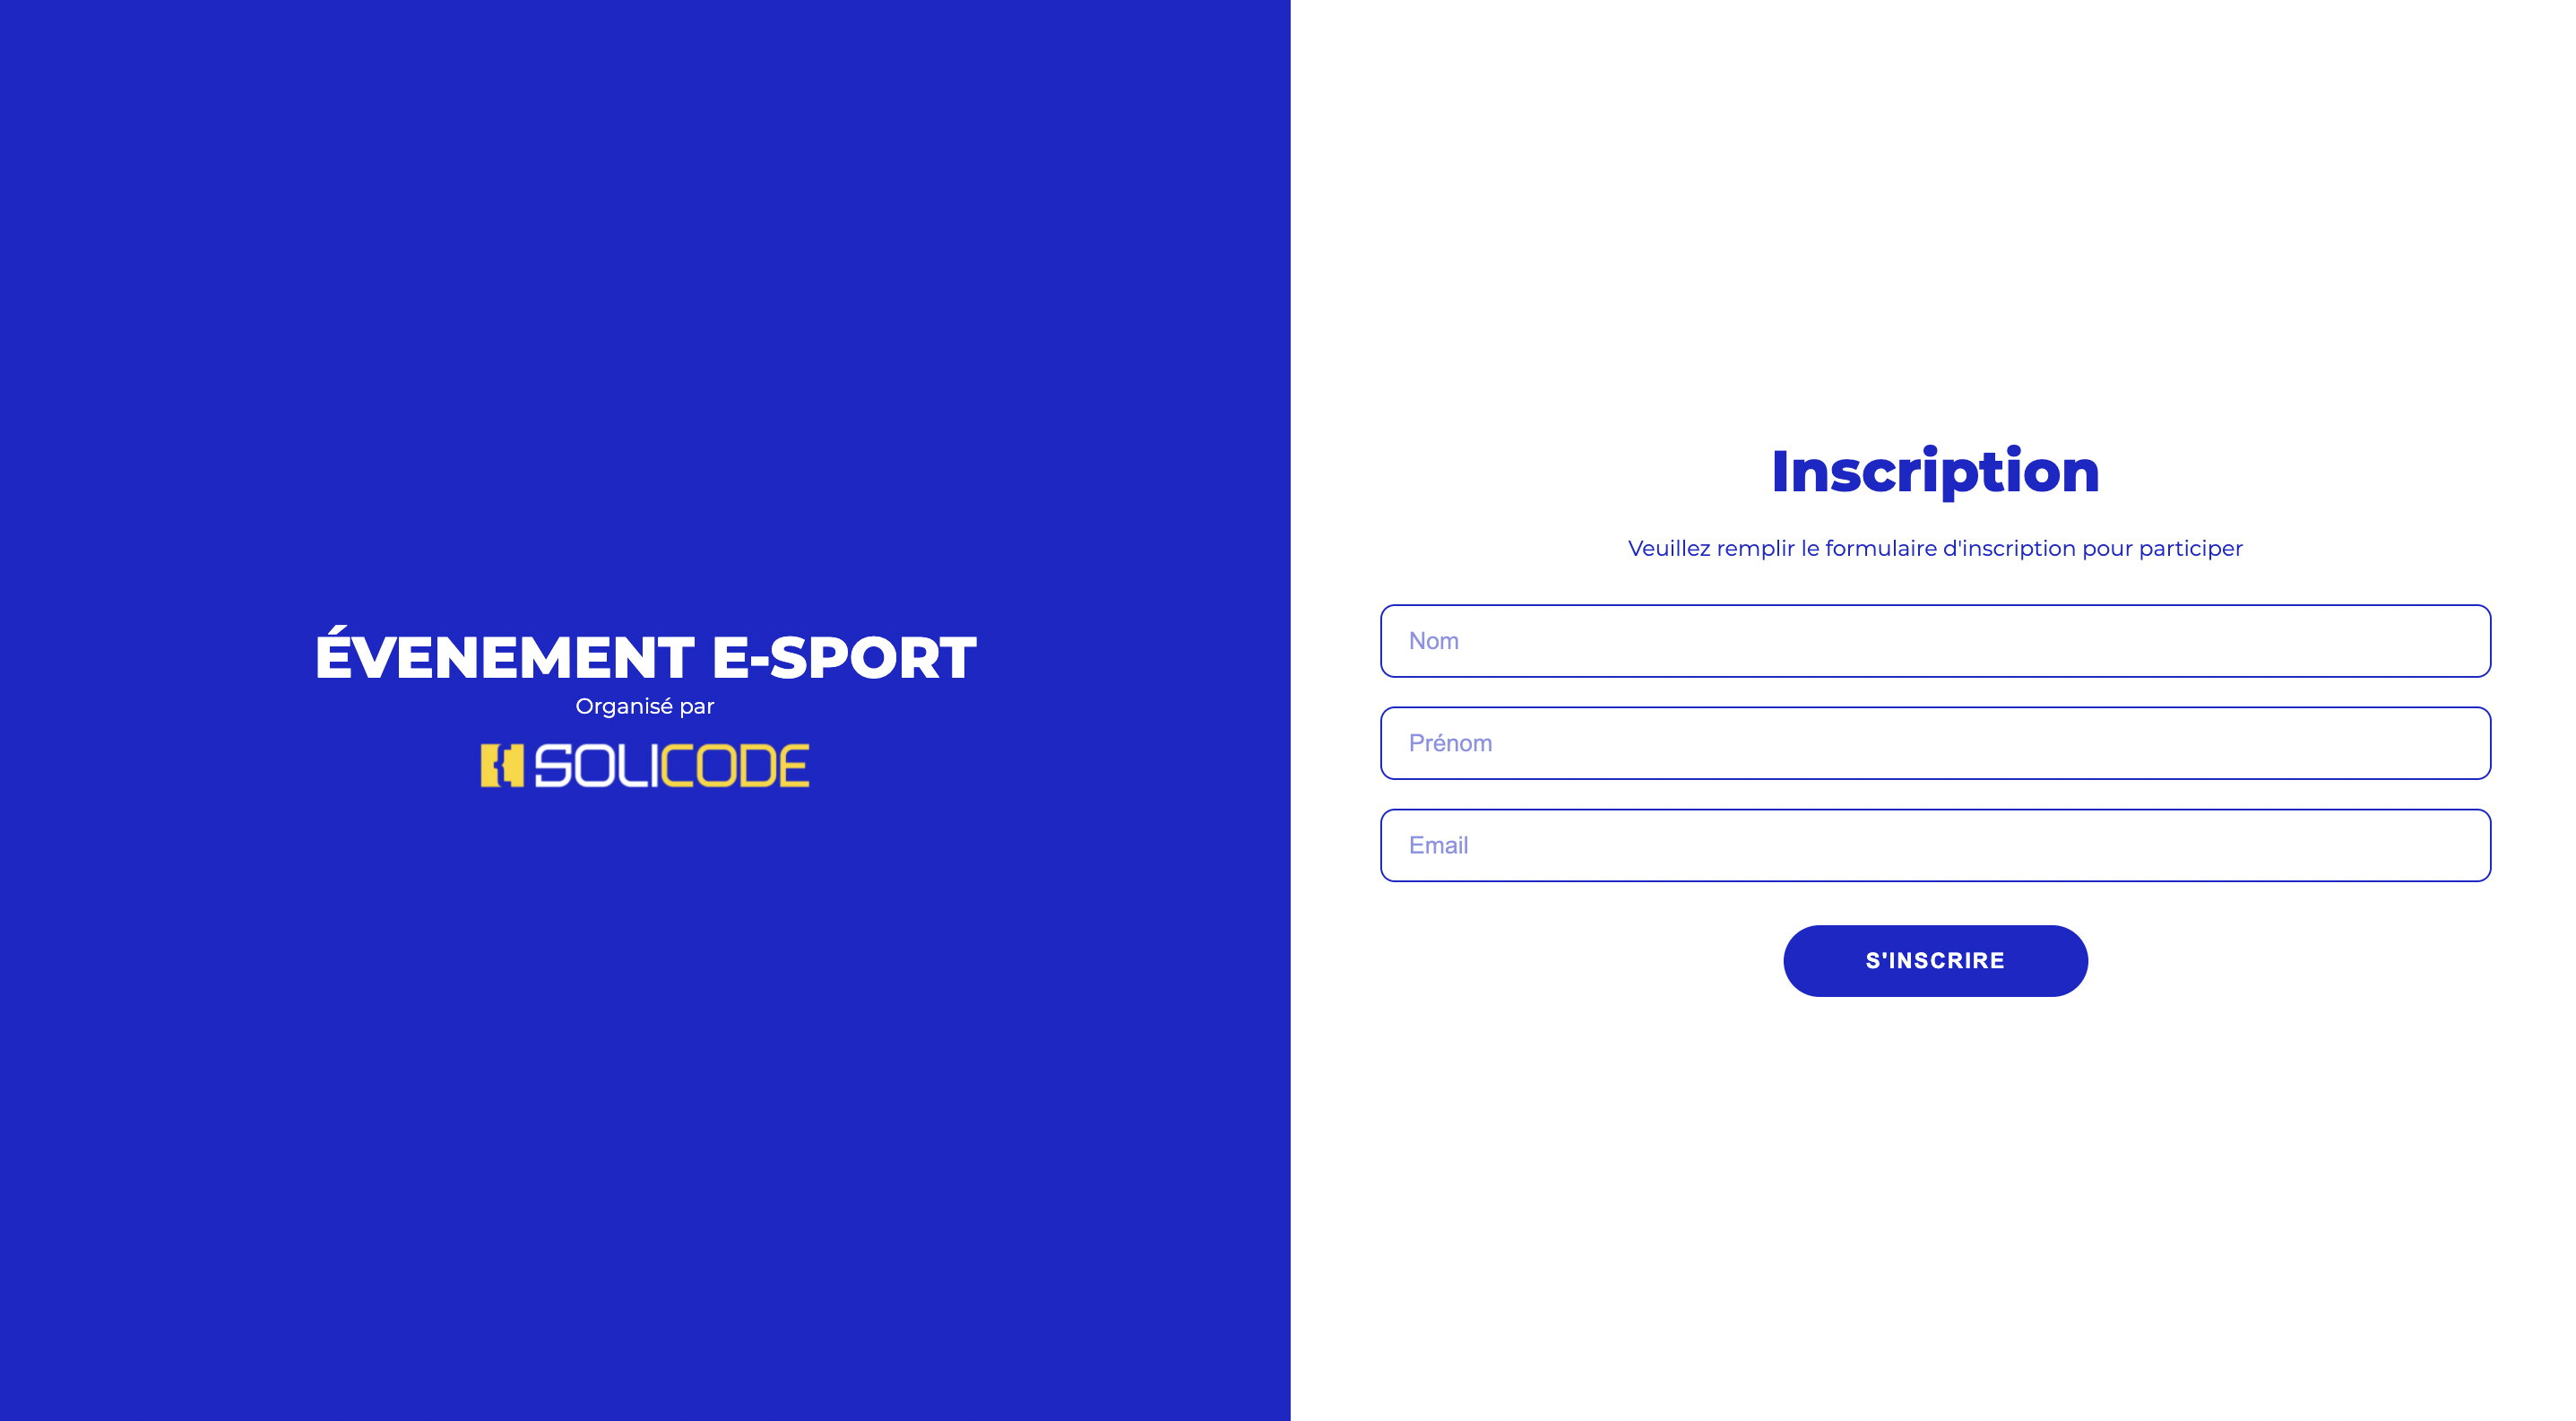 ÉVENEMENT E-SPORT
Organisé par
SOLICODE
Inscription
Veuillez remplir le formulaire d'inscription pour participer
Nom
Prénom
Email
S'INSCRIRE